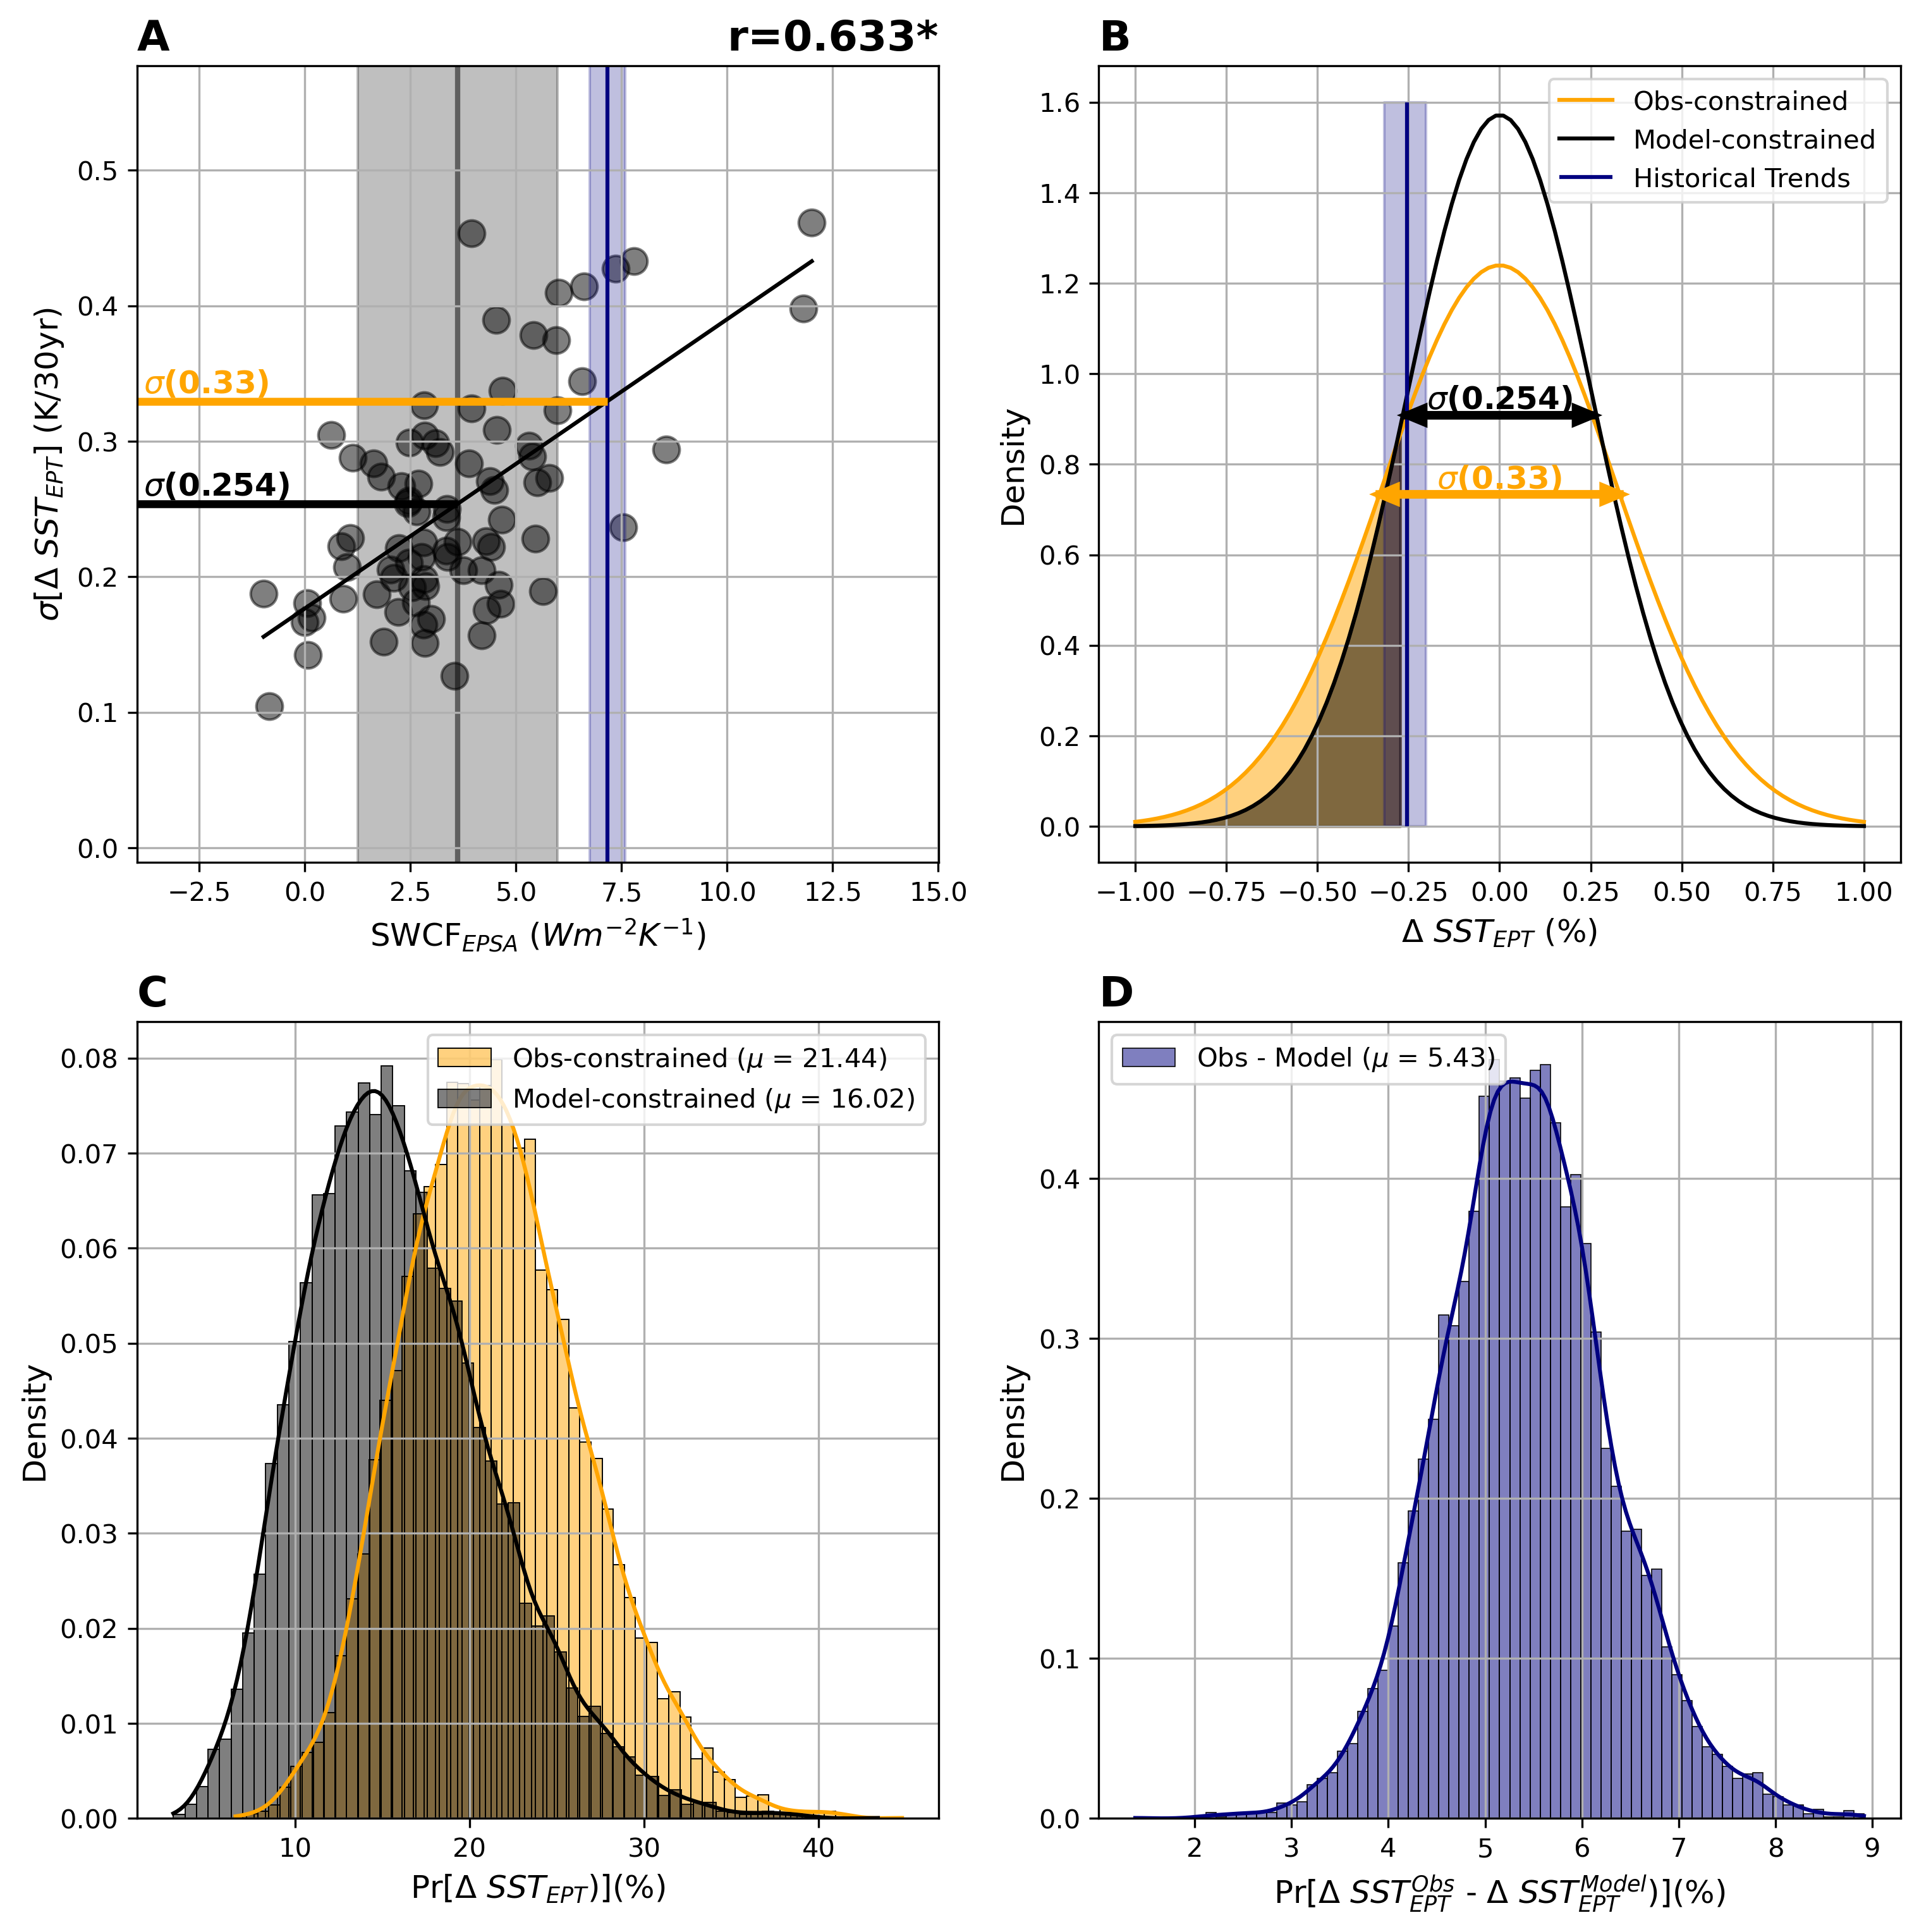 A
r=0.633*
σ[Δ SST_EPT] (K/30yr)
0.5
0.4
0.3
0.2
0.1
0.0
σ(0.33)
σ(0.254)
−2.5 0.0 2.5 5.0 7.5 10.0 12.5 15.0
SWCF_EPSA (Wm⁻²K⁻¹)
B
Density
1.6
1.4
1.2
1.0
0.8
0.6
0.4
0.2
0.0
Obs-constrained
Model-constrained
Historical Trends
σ(0.254)
σ(0.33)
−1.00 −0.75 −0.50 −0.25 0.00 0.25 0.50 0.75 1.00
Δ SST_EPT (%)
C
Density
0.08
0.07
0.06
0.05
0.04
0.03
0.02
0.01
0.00
Obs-constrained (μ = 21.44)
Model-constrained (μ = 16.02)
10 20 30 40
Pr[Δ SST_EPT)](%)
D
Density
0.4
0.3
0.2
0.1
0.0
Obs - Model (μ = 5.43)
2 3 4 5 6 7 8 9
Pr[Δ SST_EPT^Obs - Δ SST_EPT^Model)](%)